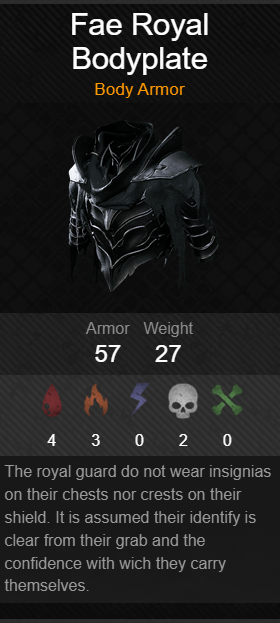 Fae Royal
Bodyplate
Body Armor
Armor Weight
57 27
4 3 0 2 0
The royal guard do not wear insignias
on their chests nor crests on their
shield. It is assumed their identify is
clear from their grab and the
confidence with wich they carry
themselves.